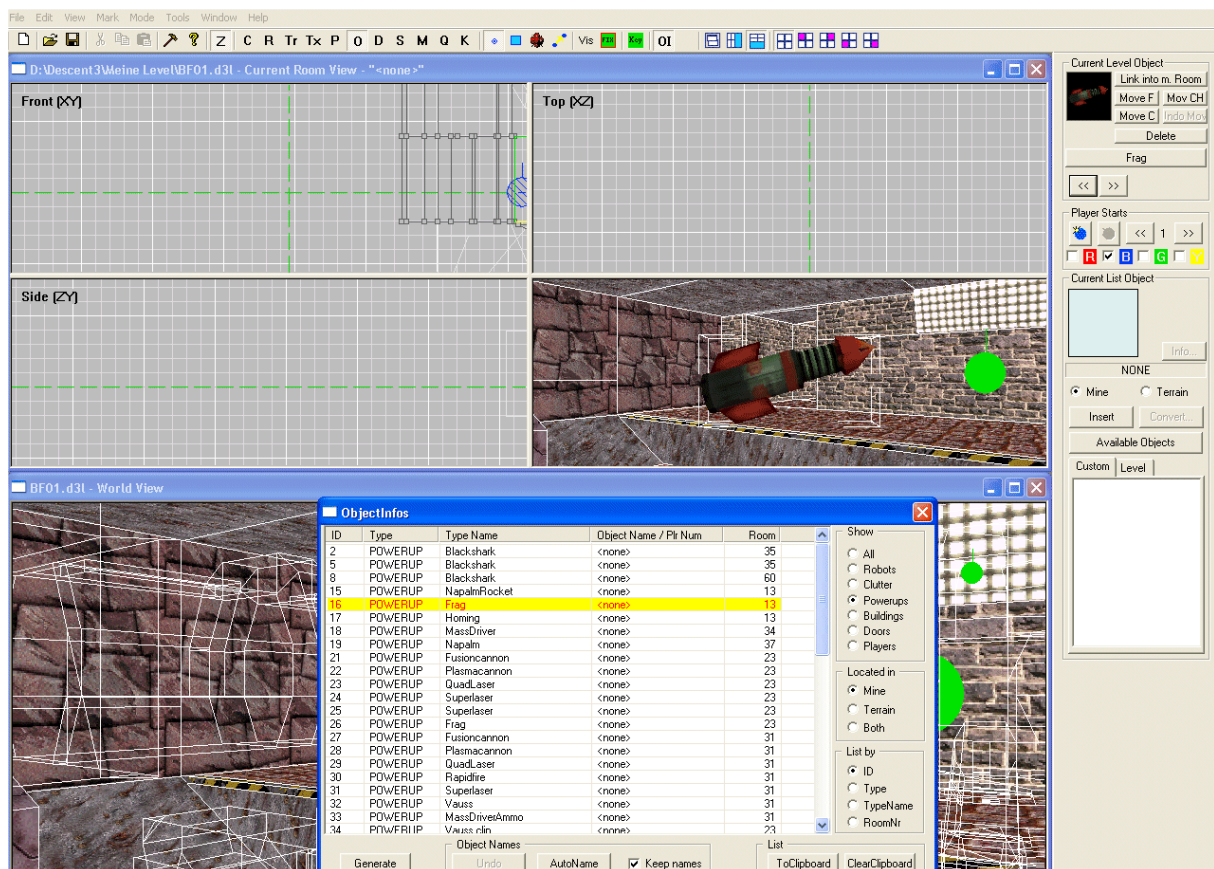 File Edit View Mark Mode Tools Window Help
Z C R Tr Tx P O D S M Q K Vis FIX Key OI
D:\Descent3\Meine Level\BF01.d3l - Current Room View - "<none>"
Front (XY)
Top (XZ)
Side (ZY)
Current Level Object
Link into m. Room
Move F Mov CH
Move C Indo Mov
Delete
Frag
<< >>
Player Starts
<< 1 >>
R B G Y
Current List Object
Info...
NONE
Mine Terrain
Insert Convert...
Available Objects
Custom Level
BF01.d3l - World View
ObjectInfos
ID Type Type Name Object Name / Plr Num Room
2 POWERUP Blackshark <none> 35
5 POWERUP Blackshark <none> 35
8 POWERUP Blackshark <none> 60
15 POWERUP NapalmRocket <none> 13
16 POWERUP Frag <none> 13
17 POWERUP Homing <none> 13
18 POWERUP MassDriver <none> 34
19 POWERUP Napalm <none> 37
21 POWERUP Fusioncannon <none> 23
22 POWERUP Plasmacannon <none> 23
23 POWERUP QuadLaser <none> 23
24 POWERUP Superlaser <none> 23
25 POWERUP Superlaser <none> 23
26 POWERUP Frag <none> 23
27 POWERUP Fusioncannon <none> 31
28 POWERUP Plasmacannon <none> 31
29 POWERUP QuadLaser <none> 31
30 POWERUP Rapidfire <none> 31
31 POWERUP Superlaser <none> 31
32 POWERUP Vauss <none> 31
33 POWERUP MassDriverAmmo <none> 31
34 POWERUP Vauss clip <none> 23
Show
All
Robots
Clutter
Powerups
Buildings
Doors
Players
Located in
Mine
Terrain
Both
List by
ID
Type
TypeName
RoomNr
Object Names
List
Generate Undo AutoName Keep names ToClipboard ClearClipboard